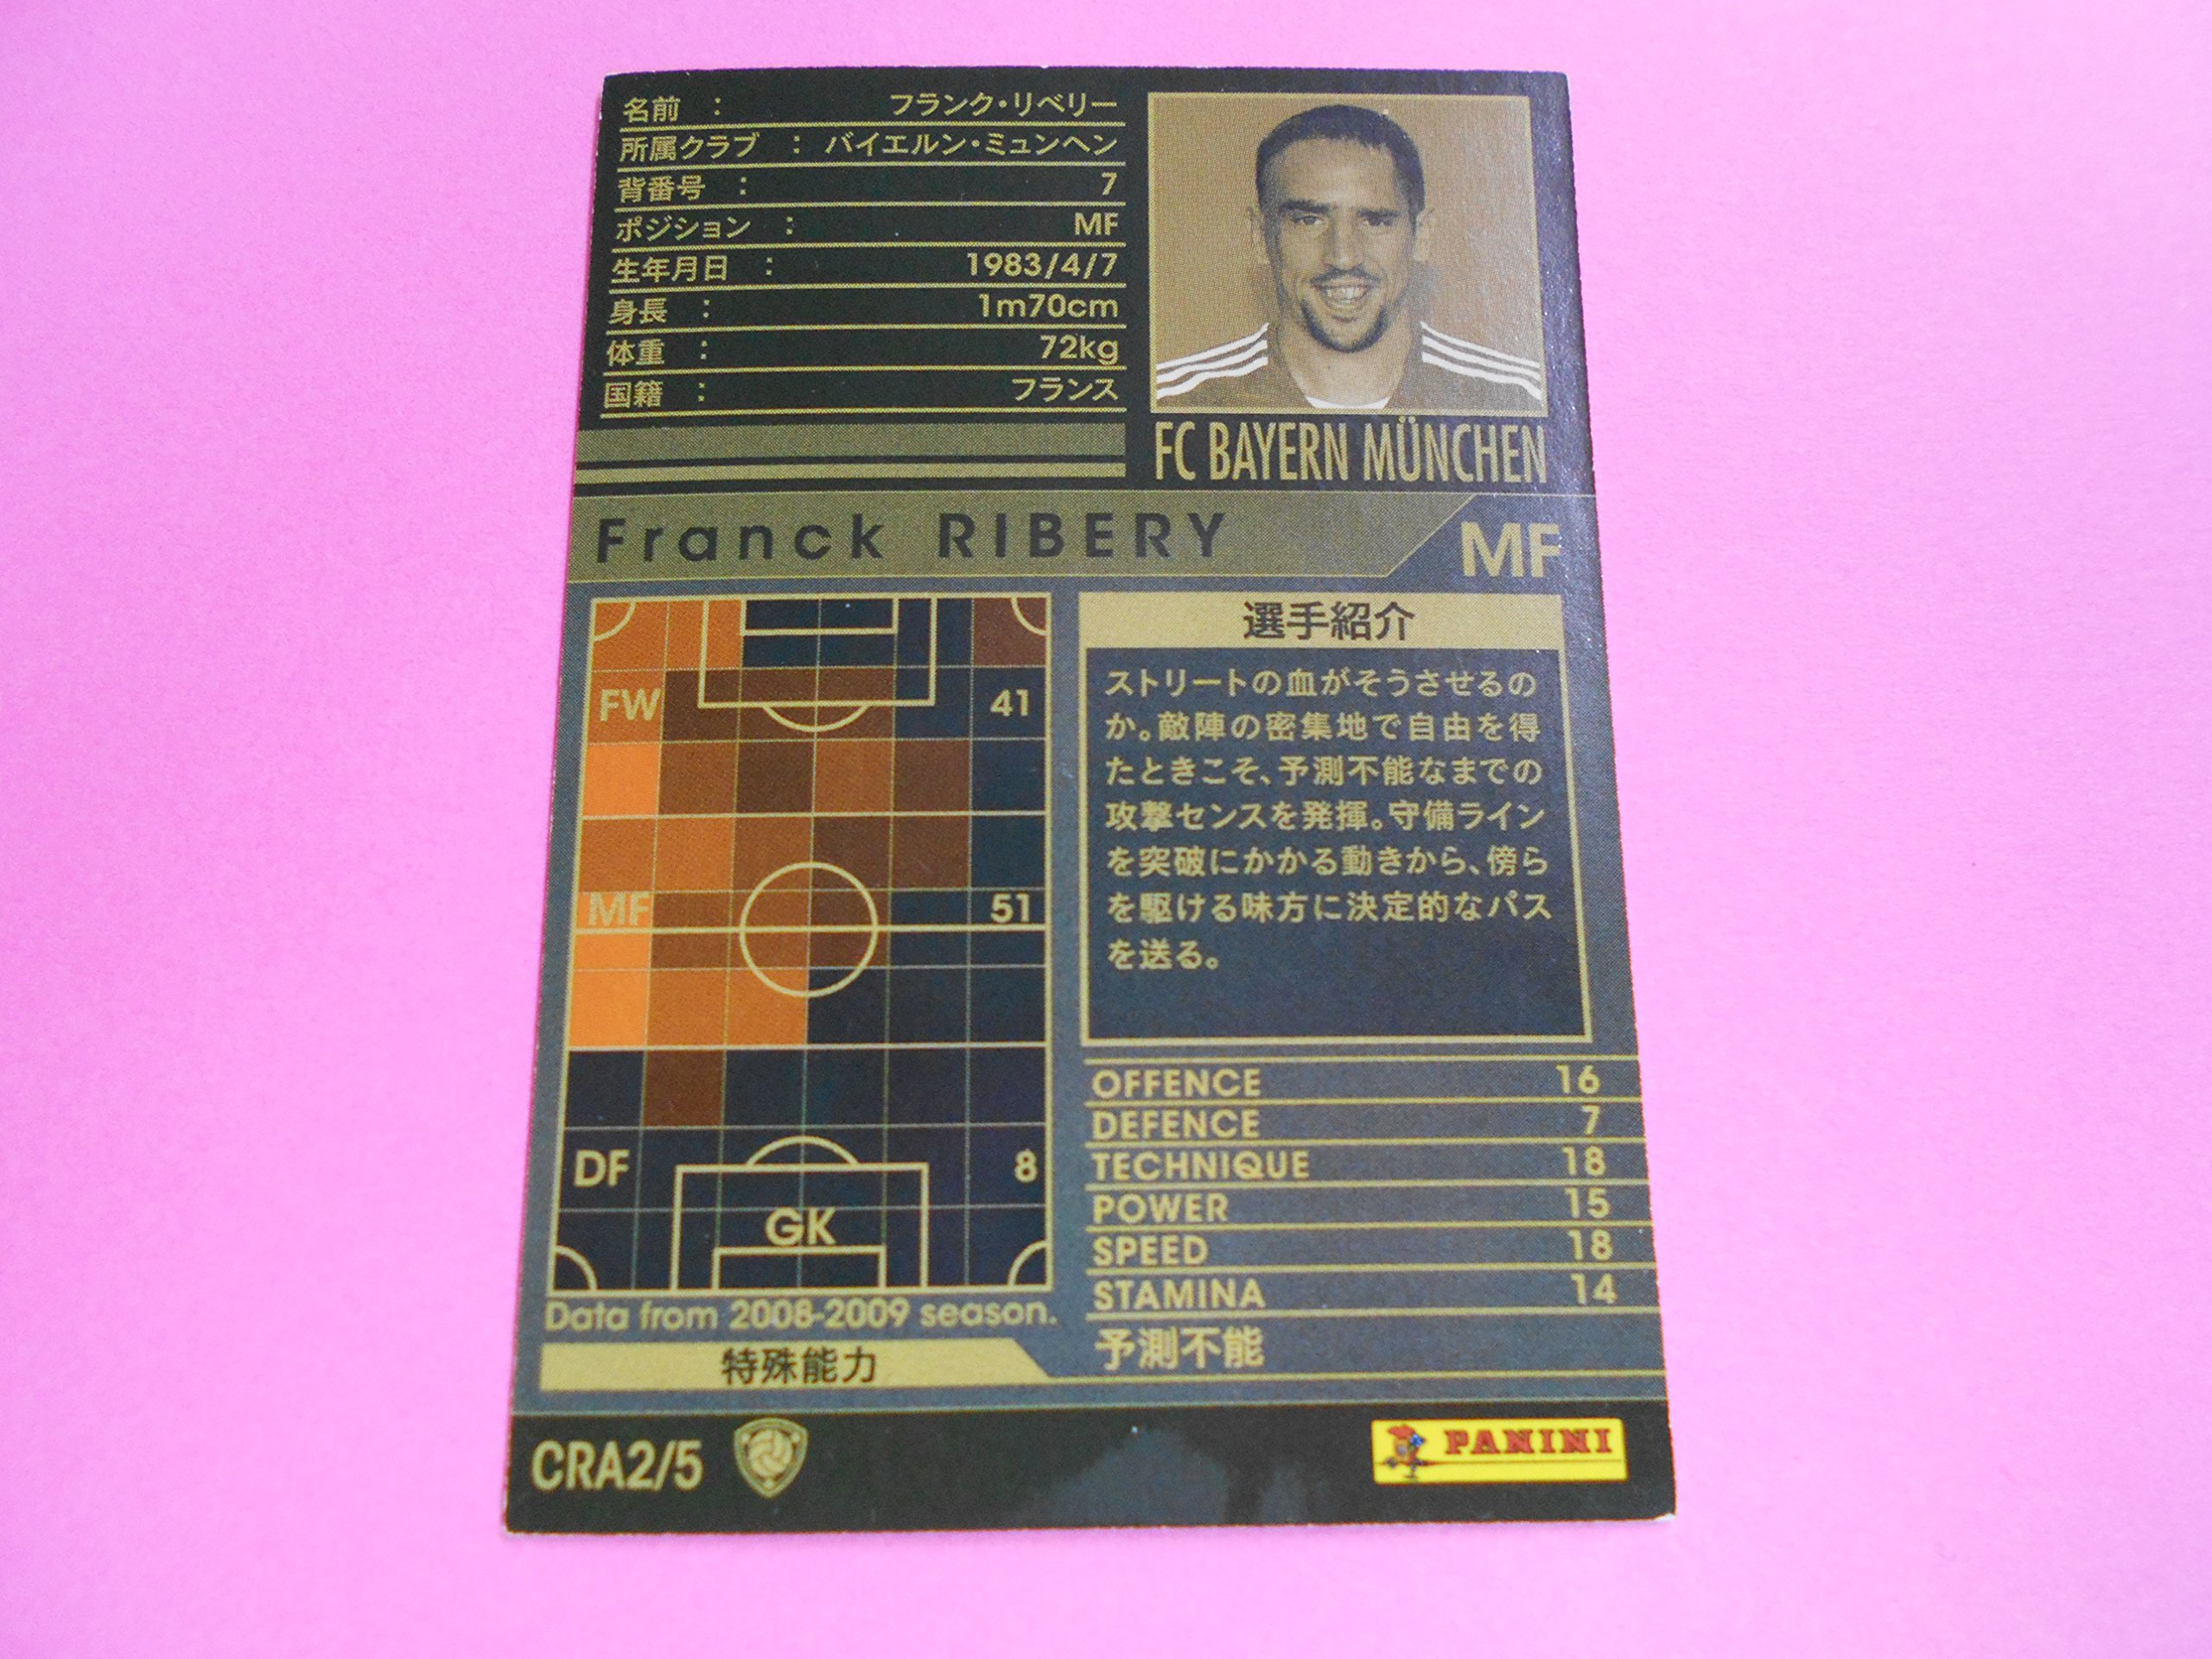 名前 : フランク・リベリー
所属クラブ : バイエルン・ミュンヘン
背番号 : 7
ポジション : MF
生年月日 : 1983/4/7
身長 : 1m70cm
体重 : 72kg
国籍 : フランス
FC BAYERN MÜNCHEN
Franck RIBERY
MF
FW 41
MF 51
DF 8
GK
Data from 2008-2009 season.
選手紹介
ストリートの血がそうさせるの
か。敵陣の密集地で自由を得
たときこそ、予測不能なまでの
攻撃センスを発揮。守備ライン
を突破にかかる動きから、傍ら
を駆ける味方に決定的なパス
を送る。
OFFENCE 16
DEFENCE 7
TECHNIQUE 18
POWER 15
SPEED 18
STAMINA 14
特殊能力 予測不能
CRA2/5
PANINI